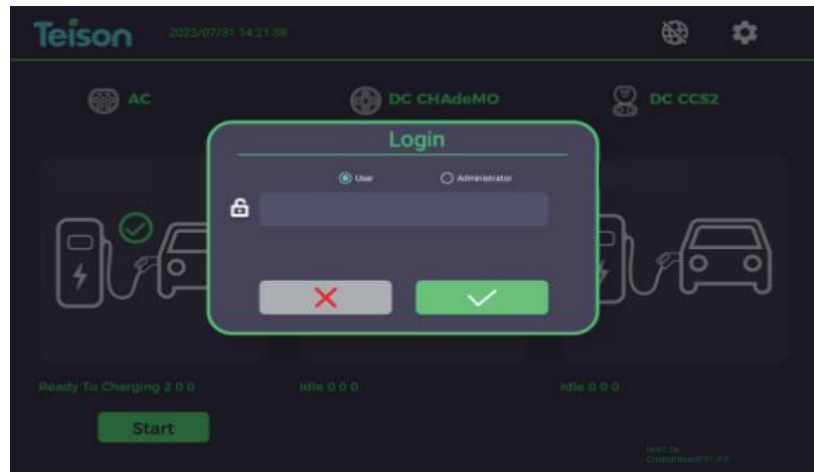 Teison 2023/07/31 14:21:38
AC
DC CHAdeMO
DC CCS2
Login
User
Administrator
Ready To Charging 2 0 0
Idle 0 0 0
Idle 0 0 0
Start